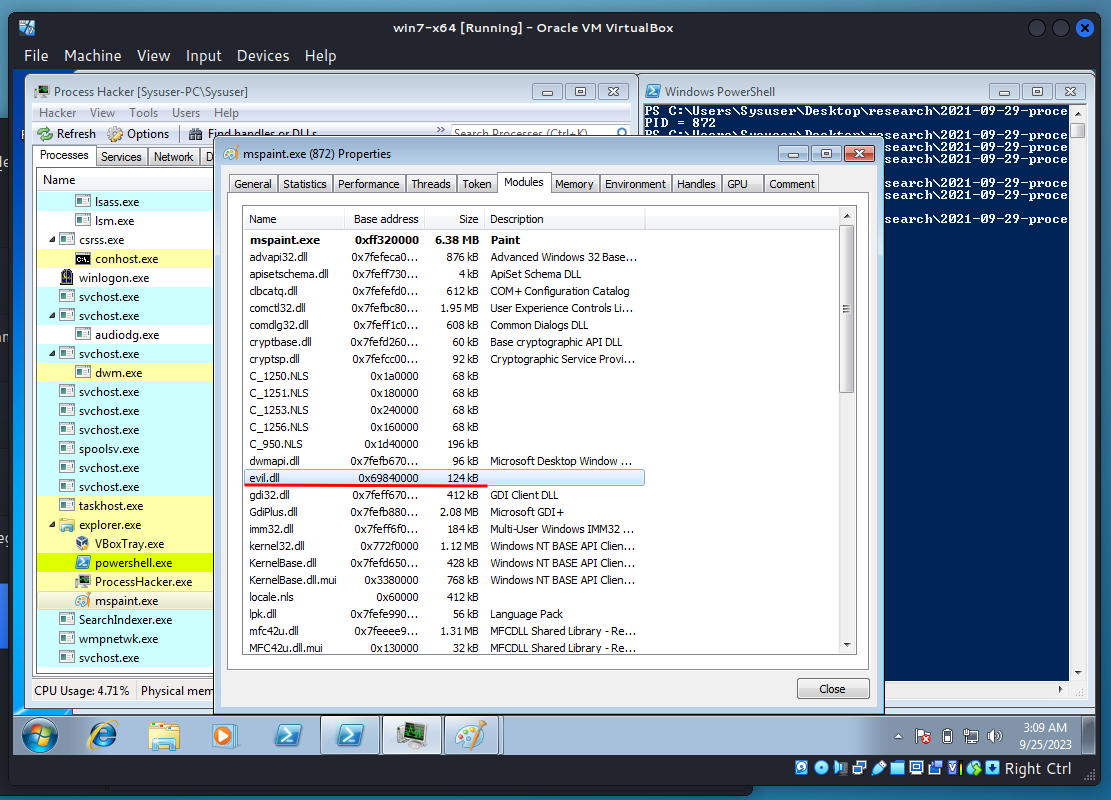 win7-x64 [Running] - Oracle VM VirtualBox
File Machine View Input Devices Help
Process Hacker [Sysuser-PC\Sysuser]
Hacker View Tools Users Help
Refresh Options Find handles or DLLs » Search Processes (Ctrl+K)
Processes Services Network D
Name
lsass.exe
lsm.exe
csrss.exe
conhost.exe
winlogon.exe
svchost.exe
svchost.exe
audiodg.exe
svchost.exe
dwm.exe
svchost.exe
svchost.exe
svchost.exe
spoolsv.exe
svchost.exe
svchost.exe
taskhost.exe
explorer.exe
VBoxTray.exe
powershell.exe
ProcessHacker.exe
mspaint.exe
SearchIndexer.exe
wmpnetwk.exe
svchost.exe
CPU Usage: 4.71% Physical mem
Windows PowerShell
PS C:\Users\Sysuser\Desktop\research\2021-09-29-proce
PID = 872
PS C:\Users\Sysuser\Desktop\research\2021-09-29-proce
search\2021-09-29-proce
search\2021-09-29-proce
search\2021-09-29-proce
search\2021-09-29-proce
search\2021-09-29-proce
mspaint.exe (872) Properties
General Statistics Performance Threads Token Modules Memory Environment Handles GPU Comment
Name Base address Size Description
mspaint.exe 0xff320000 6.38 MB Paint
advapi32.dll 0x7fefeca0... 876 kB Advanced Windows 32 Base...
apisetschema.dll 0x7feff730... 4 kB ApiSet Schema DLL
clbcatq.dll 0x7fefefd0... 612 kB COM+ Configuration Catalog
comctl32.dll 0x7fefbc80... 1.95 MB User Experience Controls Li...
comdlg32.dll 0x7feff1c0... 608 kB Common Dialogs DLL
cryptbase.dll 0x7fefd260... 60 kB Base cryptographic API DLL
cryptsp.dll 0x7fefcc00... 92 kB Cryptographic Service Provi...
C_1250.NLS 0x1a0000 68 kB
C_1251.NLS 0x180000 68 kB
C_1253.NLS 0x240000 68 kB
C_1256.NLS 0x160000 68 kB
C_950.NLS 0x1d40000 196 kB
dwmapi.dll 0x7fefb670... 96 kB Microsoft Desktop Window ...
evil.dll 0x69840000 124 kB
gdi32.dll 0x7feff670... 412 kB GDI Client DLL
GdiPlus.dll 0x7fefb880... 2.08 MB Microsoft GDI+
imm32.dll 0x7feff6f0... 184 kB Multi-User Windows IMM32 ...
kernel32.dll 0x772f0000 1.12 MB Windows NT BASE API Clien...
KernelBase.dll 0x7fefd650... 428 kB Windows NT BASE API Clien...
KernelBase.dll.mui 0x3380000 768 kB Windows NT BASE API Clien...
locale.nls 0x60000 412 kB
lpk.dll 0x7fefe990... 56 kB Language Pack
mfc42u.dll 0x7feeee9... 1.31 MB MFCDLL Shared Library - Re...
MFC42u.dll.mui 0x130000 32 kB MFCDLL Shared Library - Re...
Close
3:09 AM
9/25/2023
Right Ctrl